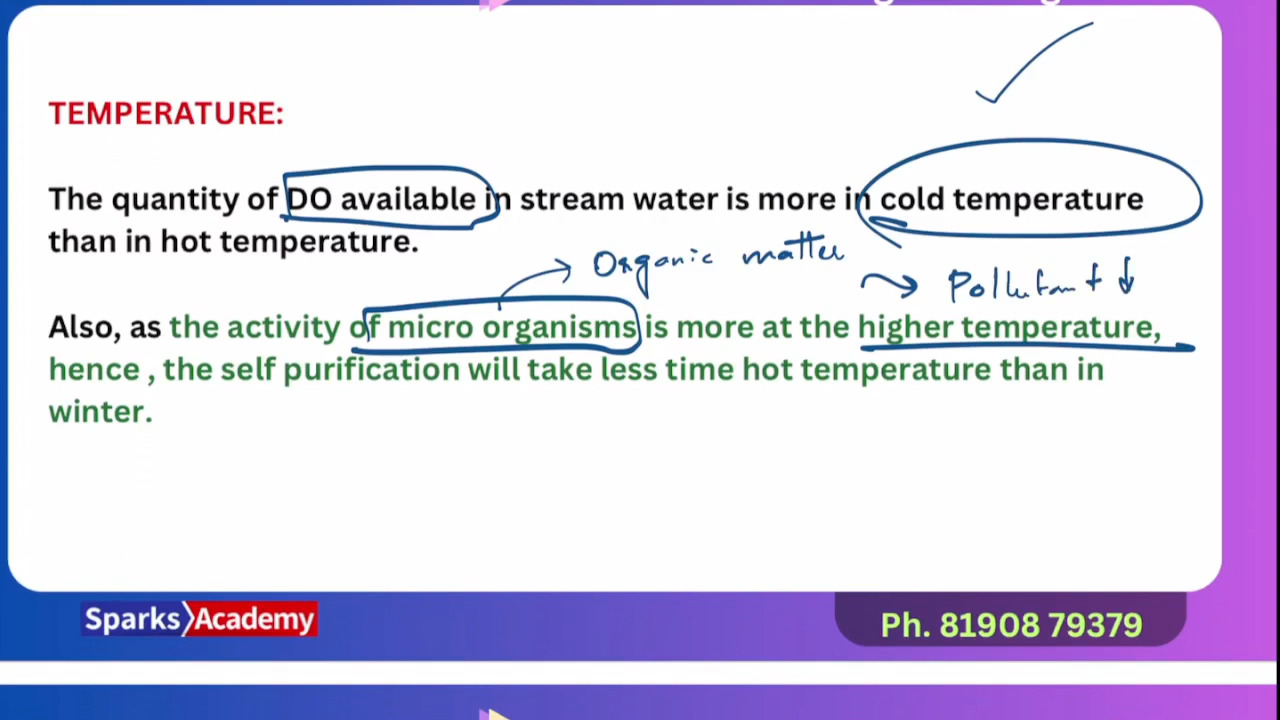 TEMPERATURE:
The quantity of DO available in stream water is more in cold temperature
than in hot temperature.
Organic matter
Pollutant ↓
Also, as the activity of micro organisms is more at the higher temperature,
hence , the self purification will take less time hot temperature than in
winter.
Sparks Academy
Ph. 81908 79379